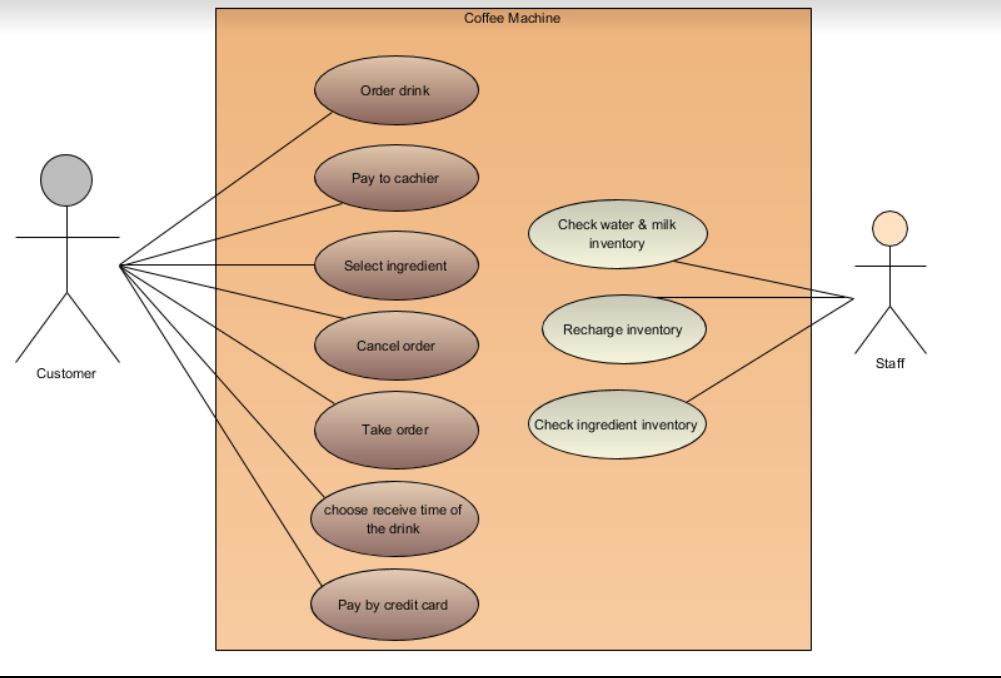 Coffee Machine
Order drink
Pay to cachier
Select ingredient
Cancel order
Take order
choose receive time of
the drink
Pay by credit card
Check water & milk
inventory
Recharge inventory
Check ingredient inventory
Customer
Staff